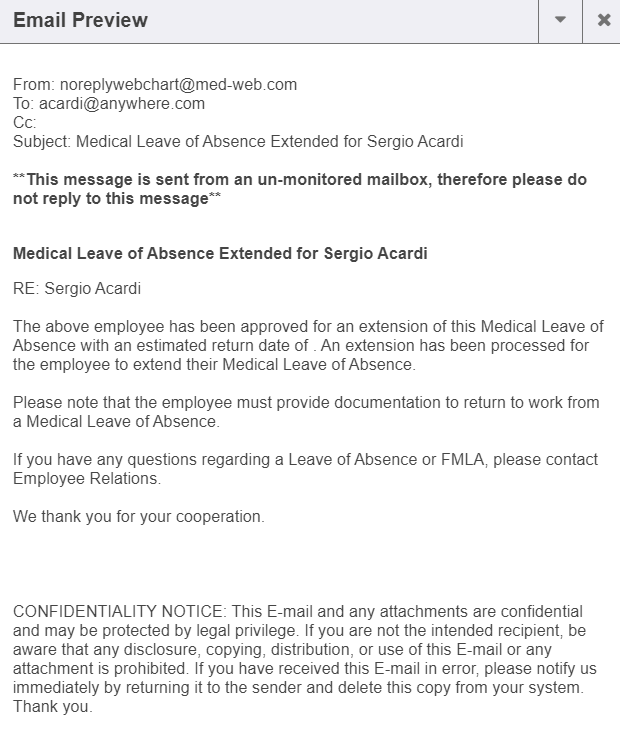 Email Preview
From: noreplywebchart@med-web.com
To: acardi@anywhere.com
Cc:
Subject: Medical Leave of Absence Extended for Sergio Acardi
**This message is sent from an un-monitored mailbox, therefore please do
not reply to this message**
Medical Leave of Absence Extended for Sergio Acardi
RE: Sergio Acardi
The above employee has been approved for an extension of this Medical Leave of
Absence with an estimated return date of . An extension has been processed for
the employee to extend their Medical Leave of Absence.
Please note that the employee must provide documentation to return to work from
a Medical Leave of Absence.
If you have any questions regarding a Leave of Absence or FMLA, please contact
Employee Relations.
We thank you for your cooperation.
CONFIDENTIALITY NOTICE: This E-mail and any attachments are confidential
and may be protected by legal privilege. If you are not the intended recipient, be
aware that any disclosure, copying, distribution, or use of this E-mail or any
attachment is prohibited. If you have received this E-mail in error, please notify us
immediately by returning it to the sender and delete this copy from your system.
Thank you.